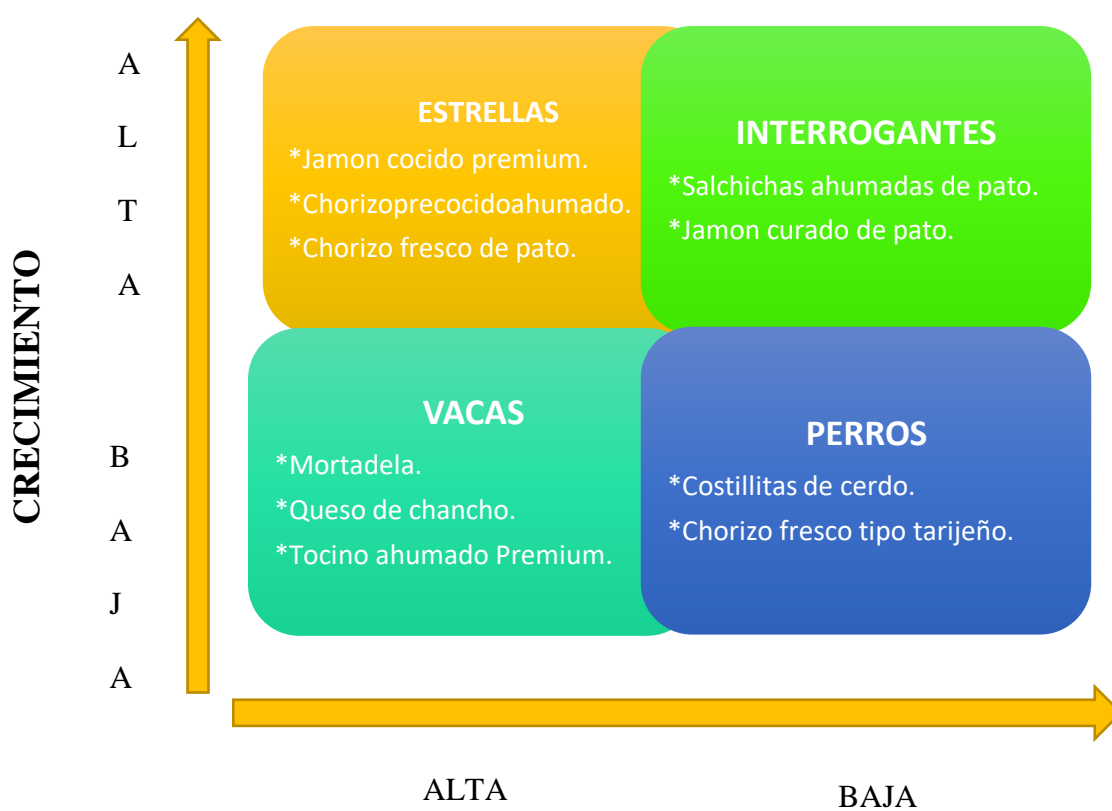 CRECIMIENTO
A
L
T
A
B
A
J
A
ESTRELLAS
*Jamon cocido premium.
*Chorizoprecocidoahumado.
*Chorizo fresco de pato.
INTERROGANTES
*Salchichas ahumadas de pato.
*Jamon curado de pato.
VACAS
*Mortadela.
*Queso de chancho.
*Tocino ahumado Premium.
PERROS
*Costillitas de cerdo.
*Chorizo fresco tipo tarijeño.
ALTA
BAJA